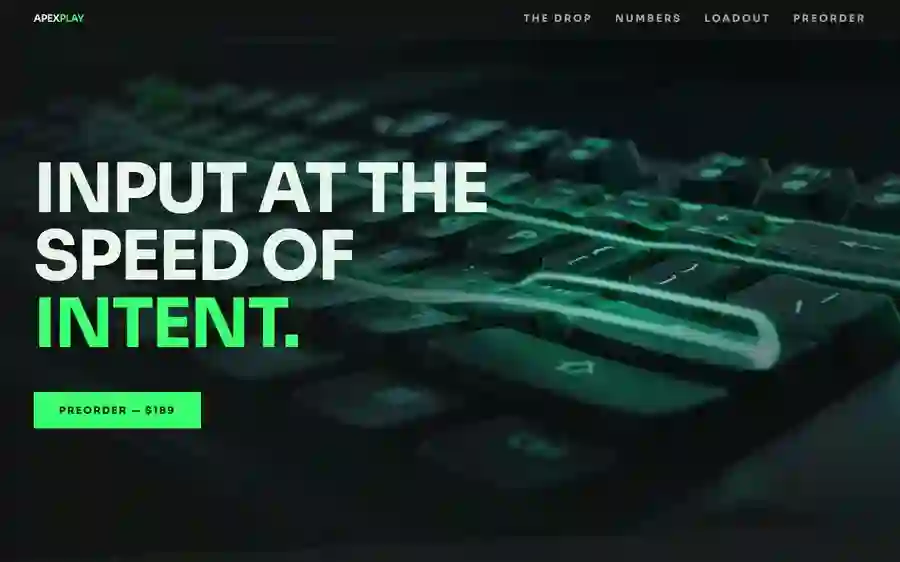 APEXPLAY
THE DROP NUMBERS LOADOUT PREORDER
INPUT AT THE
SPEED OF
INTENT.
PREORDER — $189